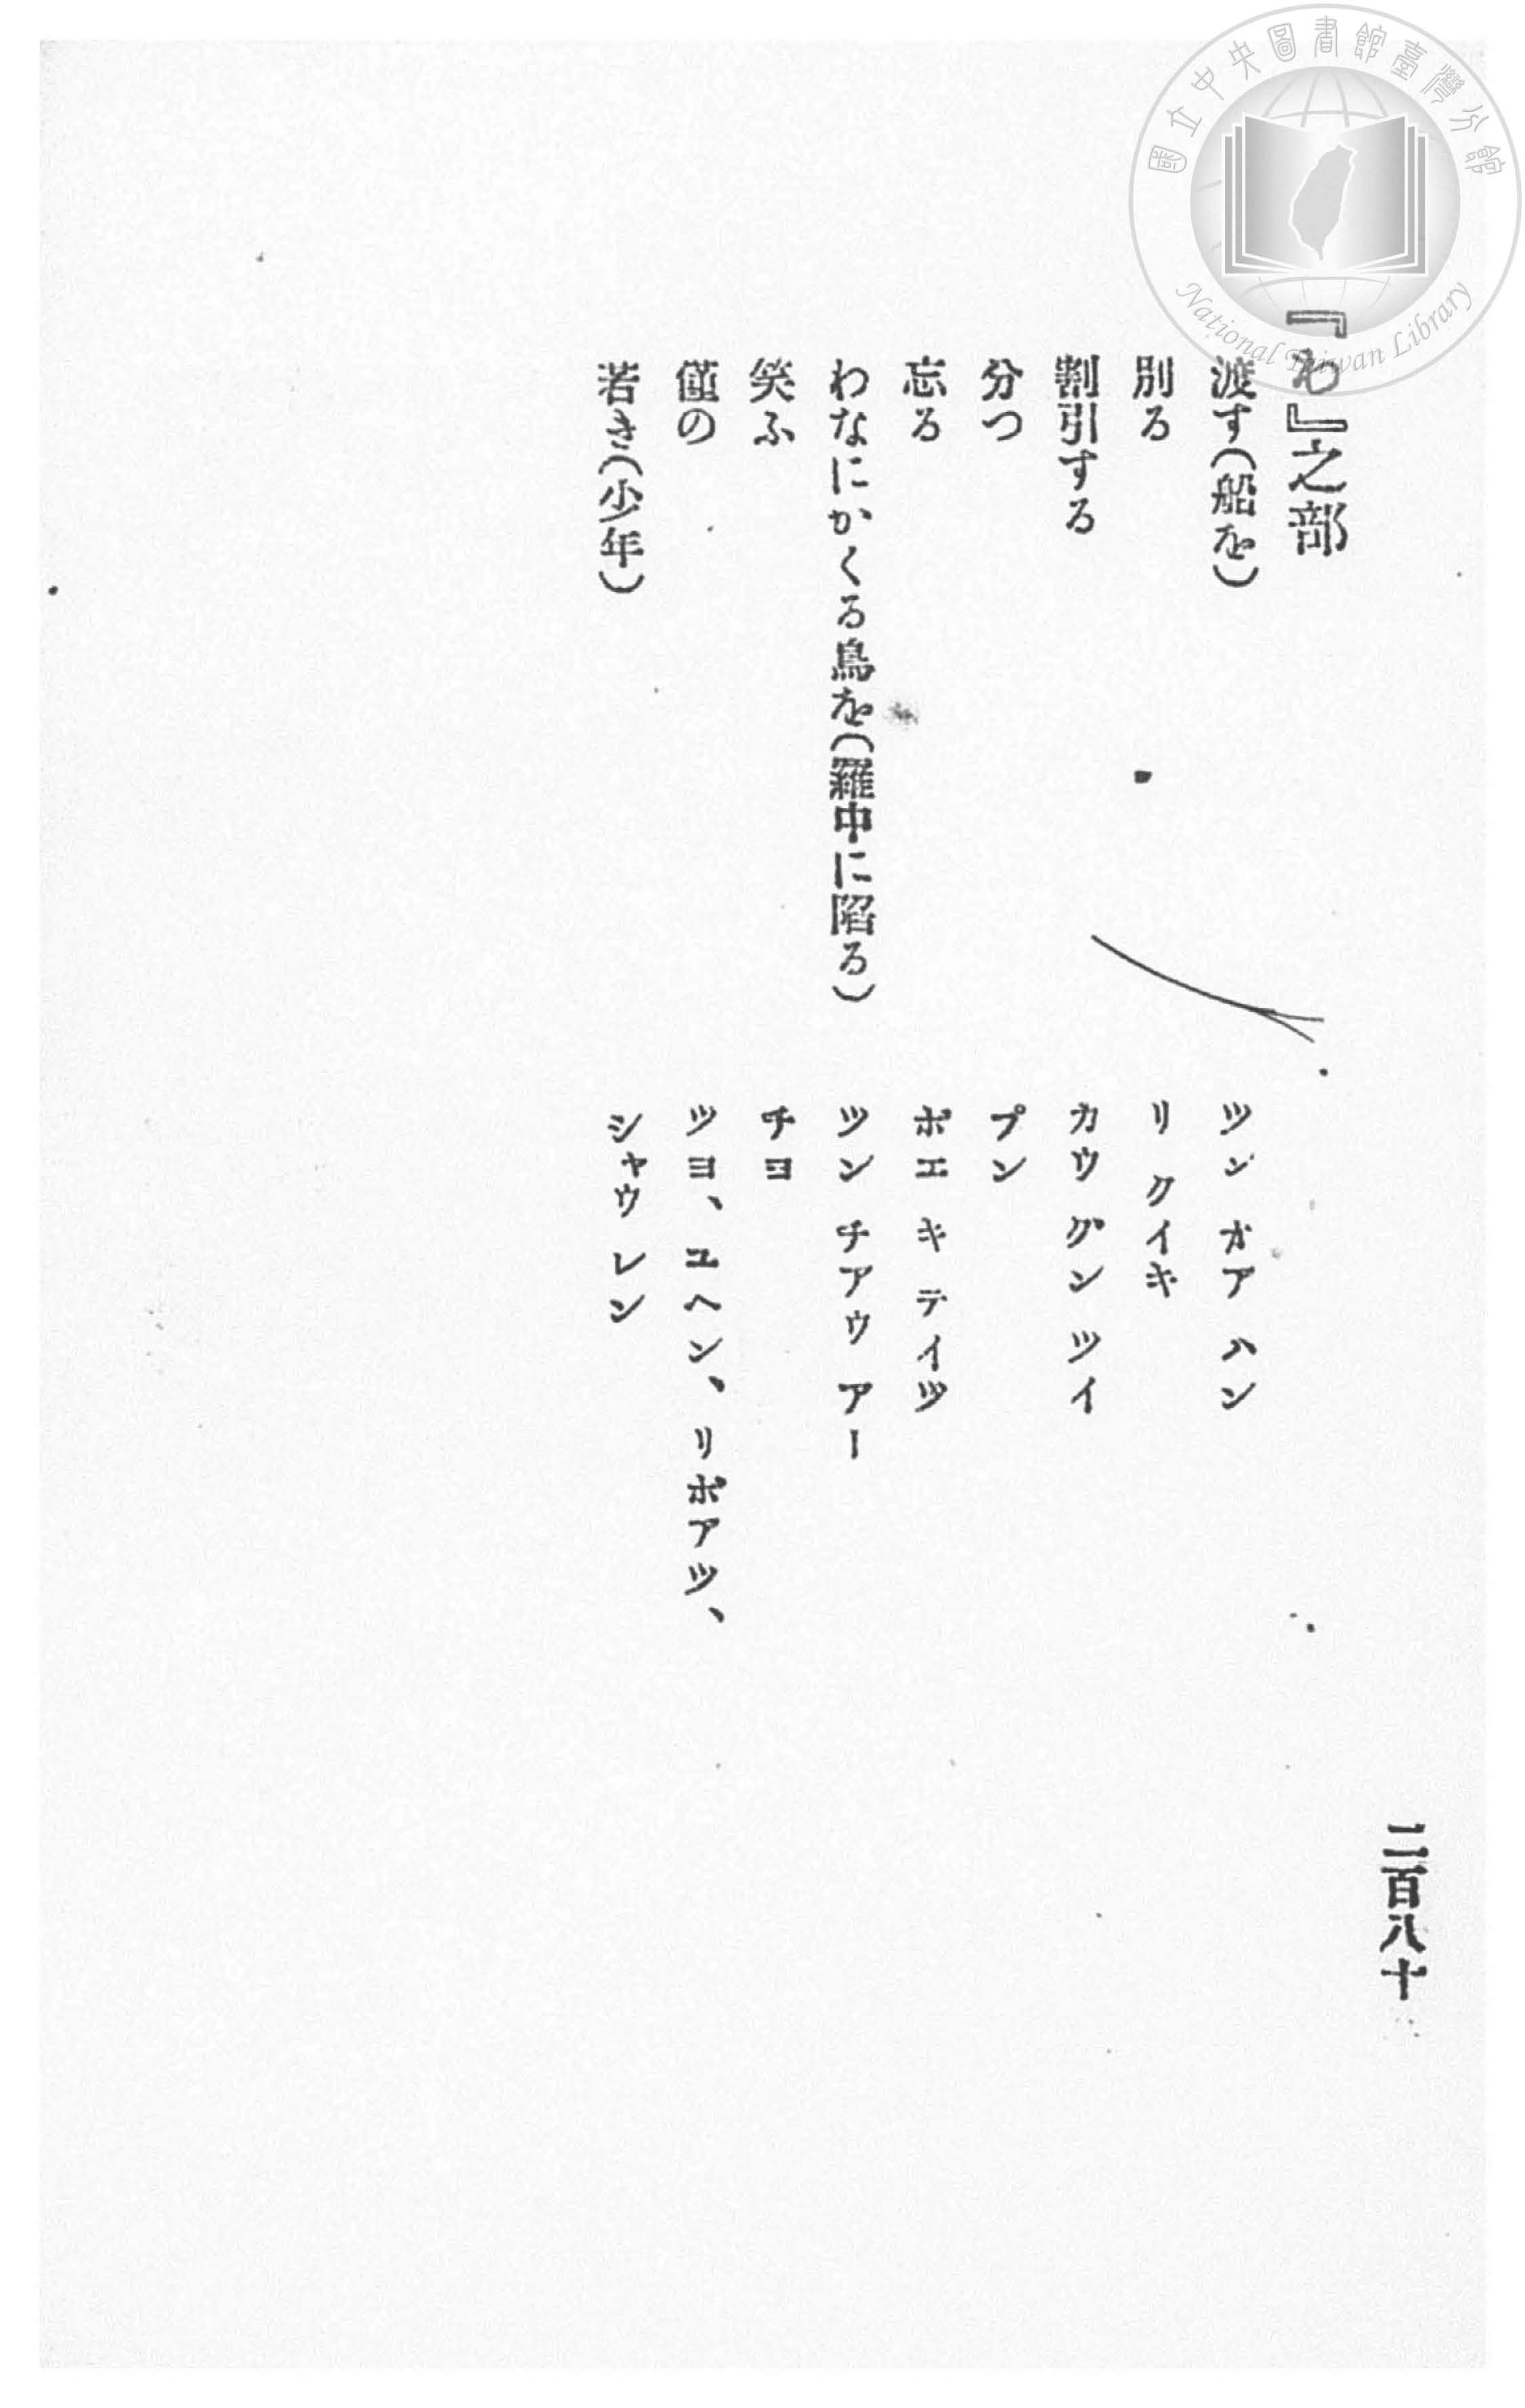 國立中央圖書館臺灣分館
National Taiwan Library
二百八十
『わ』之部
渡す(船を) ツン ガア ハン
別る リ クイキ
割引する カウ グン ツイ
分つ プン
忘る ボエ キ テイツ
わなにかくる鳥を(羅中に陷る) ツン チアウ アー
笑ふ チヨ
僅の ツヨ、ユヘン、リボアツ、
若き(少年) シャウ レン